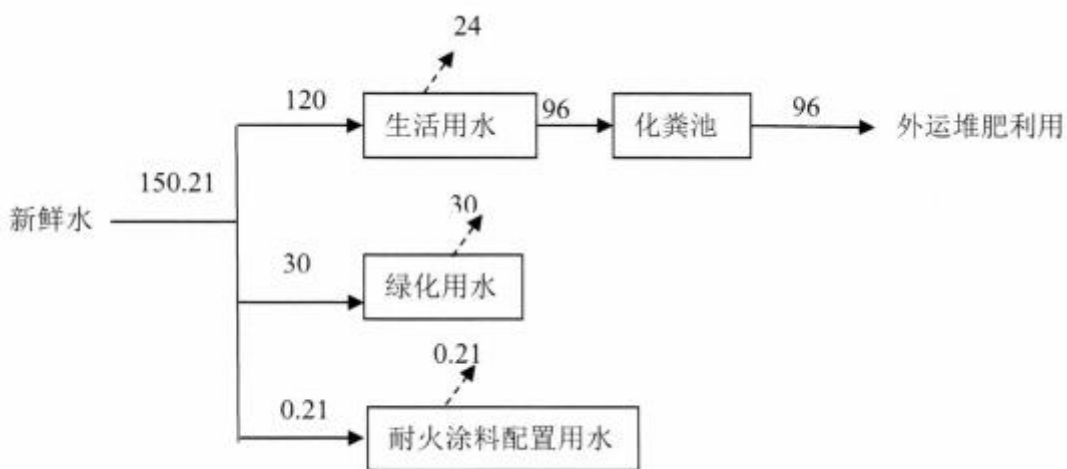 24
120
生活用水
96
化粪池
96
外运堆肥利用
150.21
新鲜水
30
30
绿化用水
0.21
0.21
耐火涂料配置用水